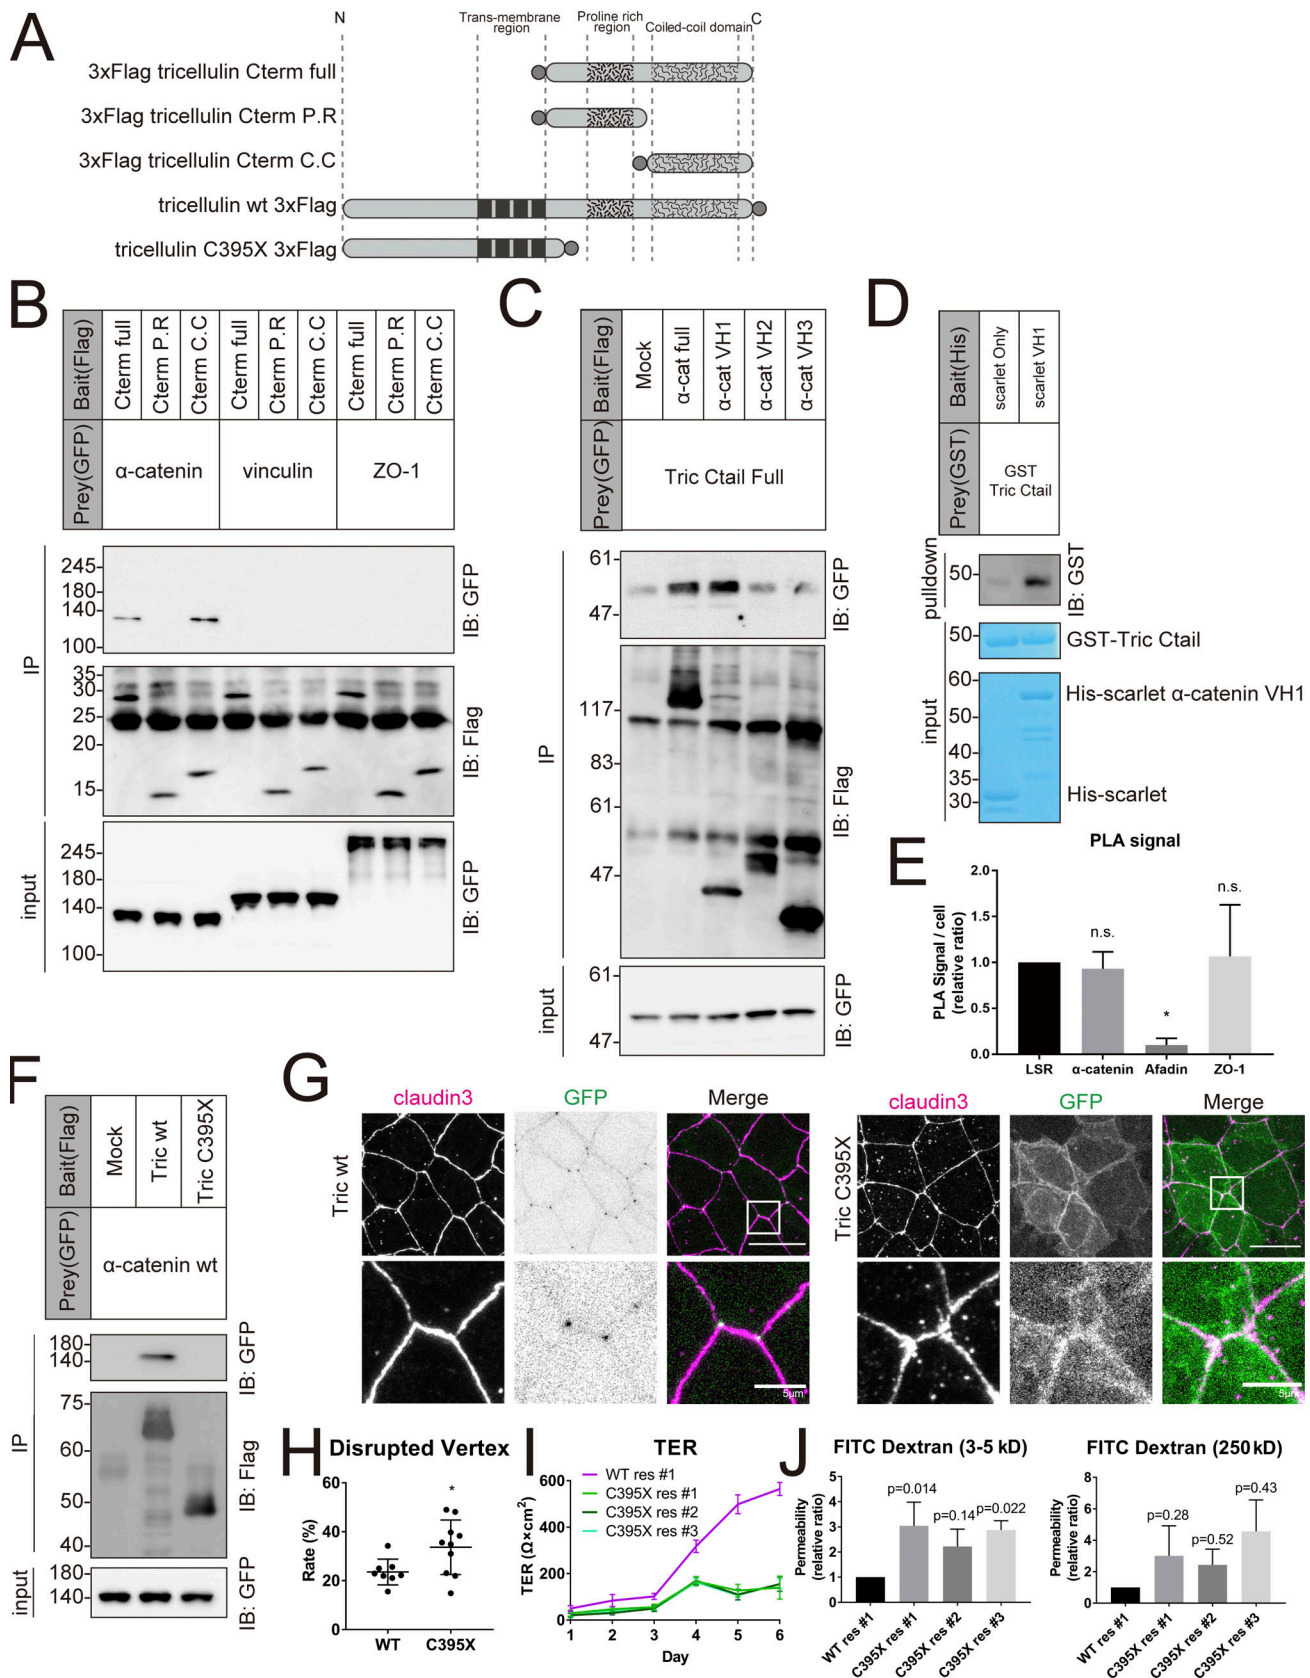 A
N
Trans-membrane
region
Proline rich
region
Coiled-coil domain
C
3xFlag tricellulin Cterm full
3xFlag tricellulin Cterm P.R
3xFlag tricellulin Cterm C.C
tricellulin wt 3xFlag
tricellulin C395X 3xFlag
B
Bait(Flag)
Cterm full
Cterm P.R
Cterm C.C
Cterm full
Cterm P.R
Cterm C.C
Cterm full
Cterm P.R
Cterm C.C
Prey(GFP)
α-catenin
vinculin
ZO-1
IP
245
180
140
100
IB: GFP
35
30
25
20
15
IB: Flag
input
245
180
140
100
IB: GFP
C
Bait(Flag)
Mock
α-cat full
α-cat VH1
α-cat VH2
α-cat VH3
Prey(GFP)
Tric Ctail Full
IP
61
47
IB: GFP
117
83
61
47
IB: Flag
input
61
47
IB: GFP
D
Bait(His)
scarlet Only
scarlet VH1
Prey(GST)
GST
Tric Ctail
pulldown
50
IB: GST
input
50
GST-Tric Ctail
60
50
40
35
30
His-scarlet α-catenin VH1
His-scarlet
E
PLA signal
PLA Signal / cell
(relative ratio)
2.0
1.0
0.5
0.0
n.s.
*
n.s.
LSR
α-catenin
Afadin
ZO-1
F
Bait(Flag)
Mock
Tric wt
Tric C395X
Prey(GFP)
α-catenin wt
IP
180
140
IB: GFP
75
60
50
40
IB: Flag
input
180
140
IB: GFP
G
claudin3
GFP
Merge
Tric wt
5μm
claudin3
GFP
Merge
Tric C395X
5μm
H
Disrupted Vertex
Rate (%)
60
40
20
0
*
WT
C395X
I
TER
TER (Ω×cm²)
600
400
200
0
WT res #1
C395X res #1
C395X res #2
C395X res #3
1 2 3 4 5 6
Day
J
FITC Dextran (3-5 kD)
Permeability
(relative ratio)
5
4
3
2
1
0
p=0.014
p=0.14
p=0.022
WT res #1
C395X res #1
C395X res #2
C395X res #3
FITC Dextran (250 kD)
Permeability
(relative ratio)
8
6
4
2
0
p=0.28
p=0.52
p=0.43
WT res #1
C395X res #1
C395X res #2
C395X res #3